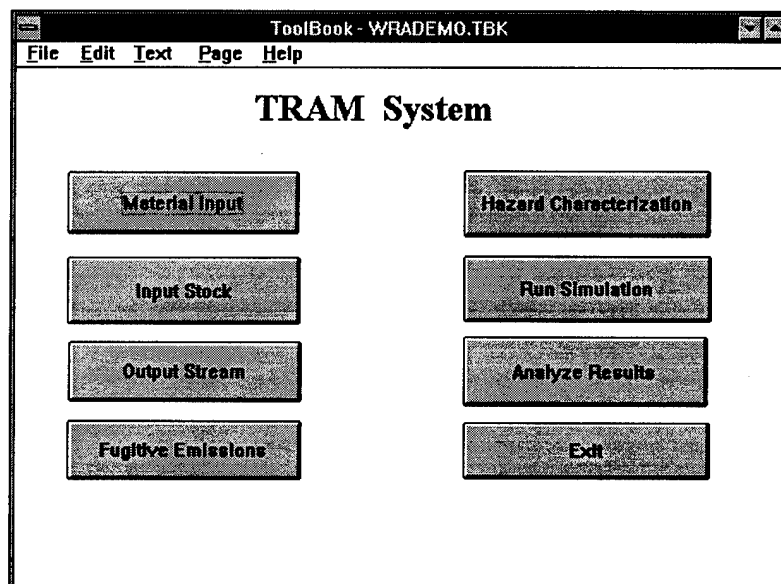 ToolBook - WRADEMO.TBK
File Edit Text Page Help
TRAM System
Material Input
Hazard Characterization
Input Stock
Run Simulation
Output Stream
Analyze Results
Fugitive Emissions
Exit